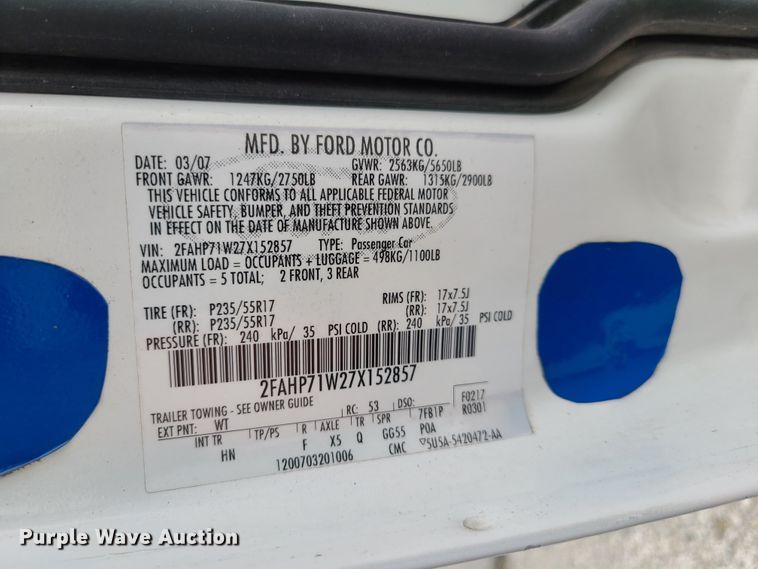 MFD. BY FORD MOTOR CO.
DATE: 03/07 GVWR: 2563KG/5650LB
FRONT GAWR: 1247KG/2750LB REAR GAWR: 1315KG/2900LB
THIS VEHICLE CONFORMS TO ALL APPLICABLE FEDERAL MOTOR
VEHICLE SAFETY, BUMPER, AND THEFT PREVENTION STANDARDS
IN EFFECT ON THE DATE OF MANUFACTURE SHOWN ABOVE.
VIN: 2FAHP71W27X152857 TYPE: Passenger Car
MAXIMUM LOAD = OCCUPANTS + LUGGAGE = 498KG/1100LB
OCCUPANTS = 5 TOTAL; 2 FRONT, 3 REAR
TIRE (FR): P235/55R17 RIMS (FR): 17x7.5J
(RR): P235/55R17 (RR): 17x7.5J
PRESSURE (FR): 240 kPa/ 35 PSI COLD (RR): 240 kPa/ 35 PSI COLD
2FAHP71W27X152857
TRAILER TOWING - SEE OWNER GUIDE F0217
EXT PNT: WT RC: 53 DSO: R0301
INT TR TP/PS R AXLE TR SPR 7FB1P
HN F X5 Q GG55 POA
1200703201006 CMC ▽5U5A-5420472-AA
Purple Wave Auction